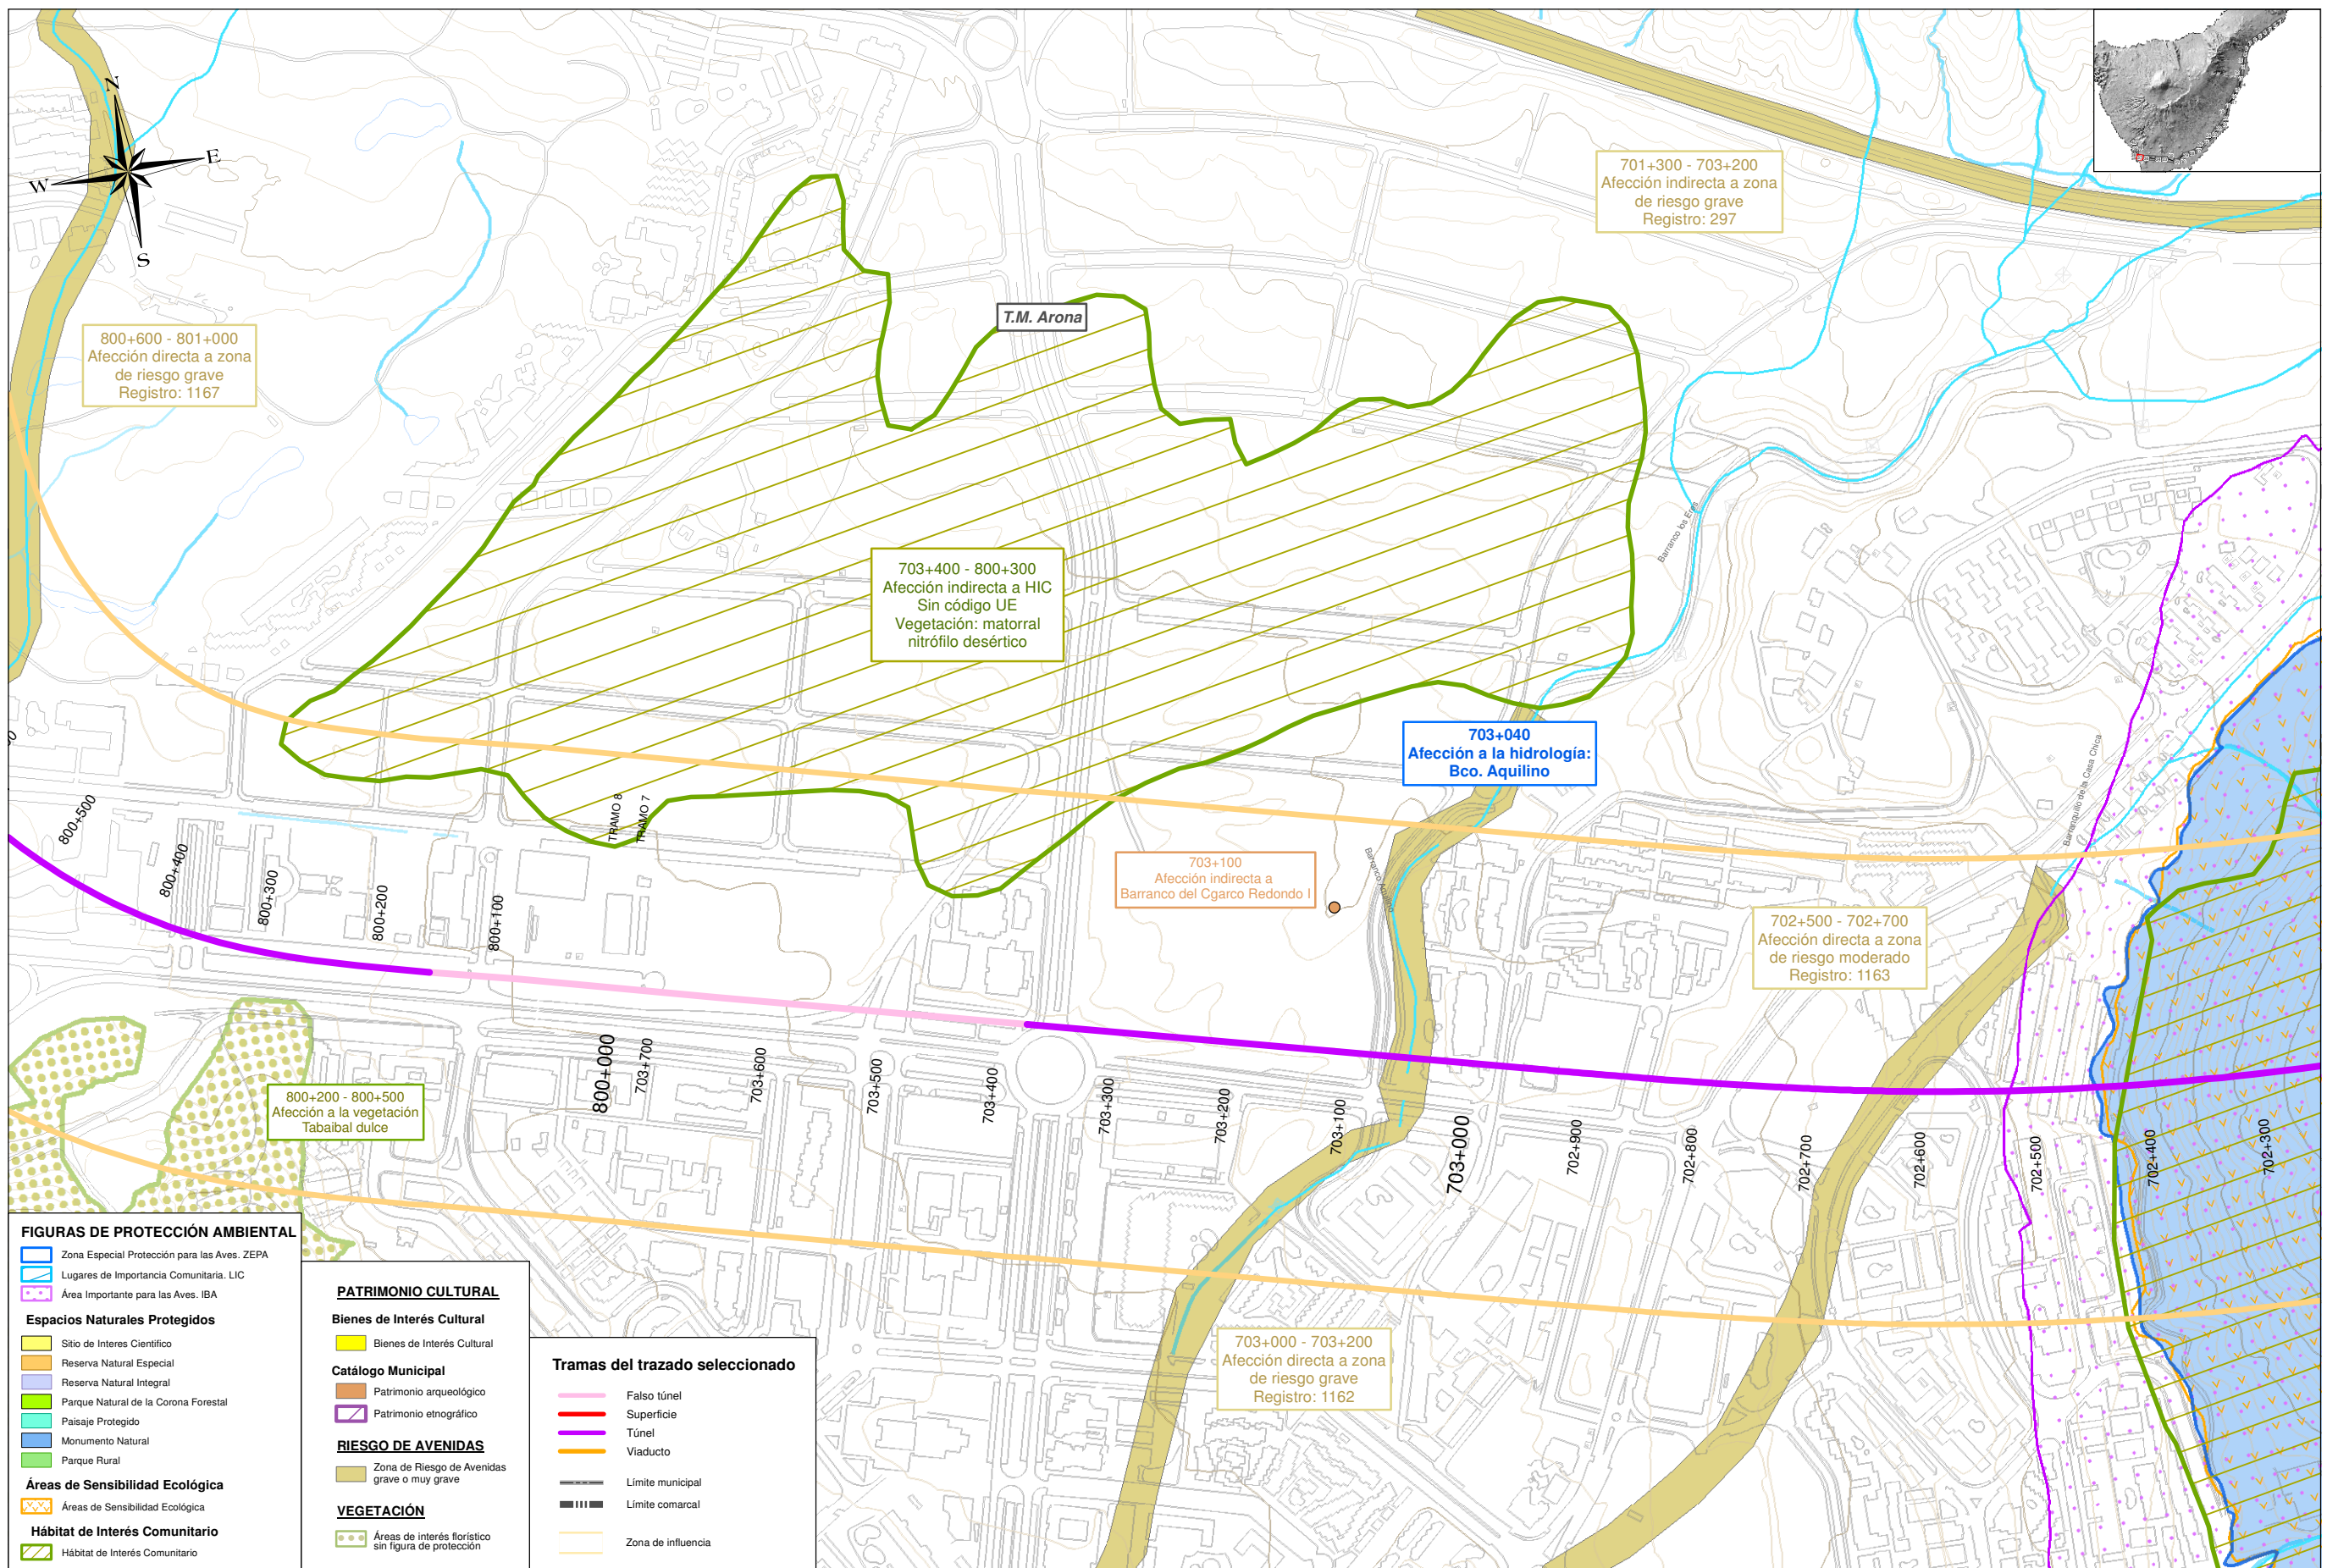 N
E
W
S
701+300 - 703+200
Afección indirecta a zona
de riesgo grave
Registro: 297
T.M. Arona
800+600 - 801+000
Afección directa a zona
de riesgo grave
Registro: 1167
703+400 - 800+300
Afección indirecta a HIC
Sin código UE
Vegetación: matorral
nitrófilo desértico
Barranco los Eres
703+040
Afección a la hidrología:
Bco. Aquilino
Barranquillo de la Casa Chica
TRAMO 8
TRAMO 7
703+100
Afección indirecta a
Barranco del Cgarco Redondo I
Barranco Aquilino
702+500 - 702+700
Afección directa a zona
de riesgo moderado
Registro: 1163
800+500
800+400
800+300
800+200
800+100
800+000
703+700
703+600
703+500
703+400
703+300
703+200
703+100
703+000
702+900
702+800
702+700
702+600
702+500
702+400
702+300
800+200 - 800+500
Afección a la vegetación
Tabaibal dulce
703+000 - 703+200
Afección directa a zona
de riesgo grave
Registro: 1162
FIGURAS DE PROTECCIÓN AMBIENTAL
Zona Especial Protección para las Aves. ZEPA
Lugares de Importancia Comunitaria. LIC
Área Importante para las Aves. IBA
Espacios Naturales Protegidos
Sitio de Interes Cientifico
Reserva Natural Especial
Reserva Natural Integral
Parque Natural de la Corona Forestal
Paisaje Protegido
Monumento Natural
Parque Rural
Áreas de Sensibilidad Ecológica
Áreas de Sensibilidad Ecológica
Hábitat de Interés Comunitario
Hábitat de Interés Comunitario
PATRIMONIO CULTURAL
Bienes de Interés Cultural
Bienes de Interés Cultural
Catálogo Municipal
Patrimonio arqueológico
Patrimonio etnográfico
RIESGO DE AVENIDAS
Zona de Riesgo de Avenidas
grave o muy grave
VEGETACIÓN
Áreas de interés florístico
sin figura de protección
Tramas del trazado seleccionado
Falso túnel
Superficie
Túnel
Viaducto
Límite municipal
Límite comarcal
Zona de influencia